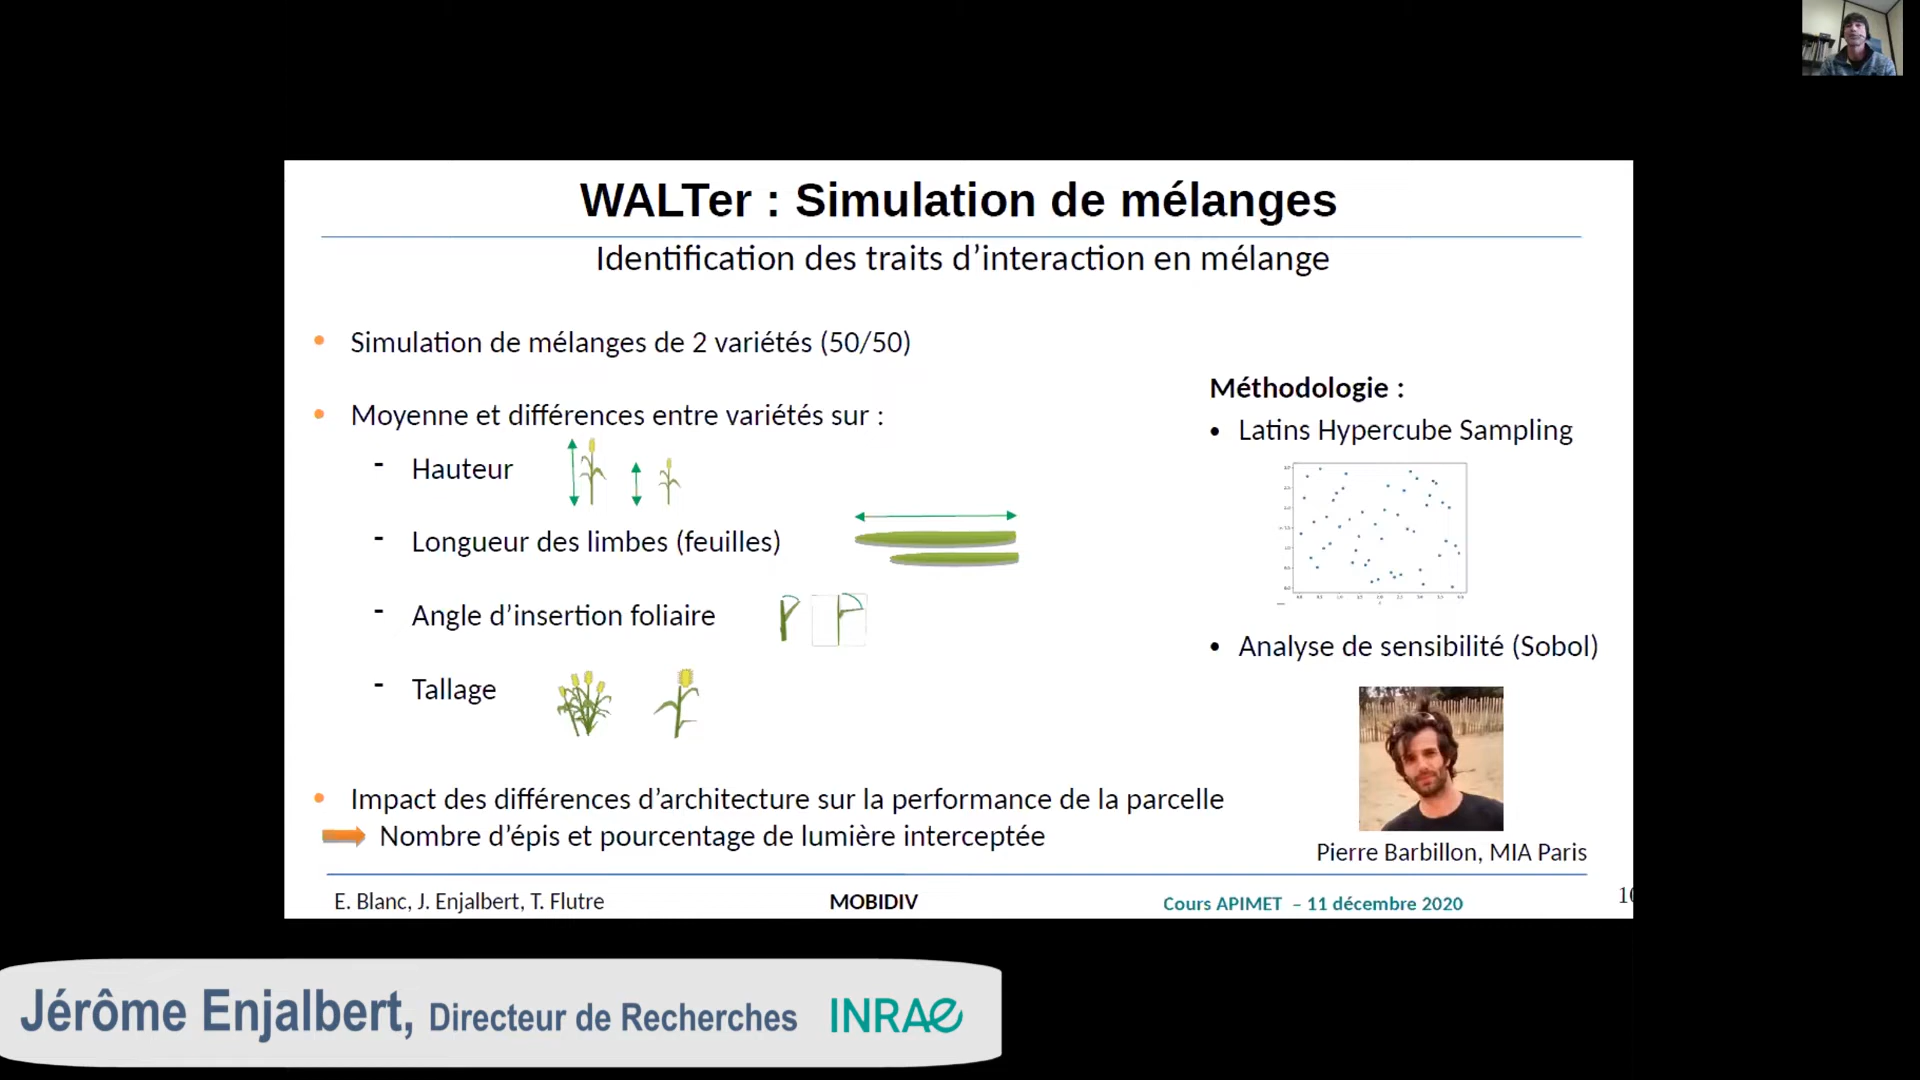 WALTer : Simulation de mélanges
Identification des traits d’interaction en mélange
• Simulation de mélanges de 2 variétés (50/50)
• Moyenne et différences entre variétés sur :
- Hauteur
- Longueur des limbes (feuilles)
- Angle d’insertion foliaire
- Tallage
• Impact des différences d’architecture sur la performance de la parcelle
Nombre d’épis et pourcentage de lumière interceptée
Méthodologie :
• Latins Hypercube Sampling
• Analyse de sensibilité (Sobol)
Pierre Barbillon, MIA Paris
E. Blanc, J. Enjalbert, T. Flutre
MOBIDIV
Cours APIMET – 11 décembre 2020
Jérôme Enjalbert, Directeur de Recherches INRAE